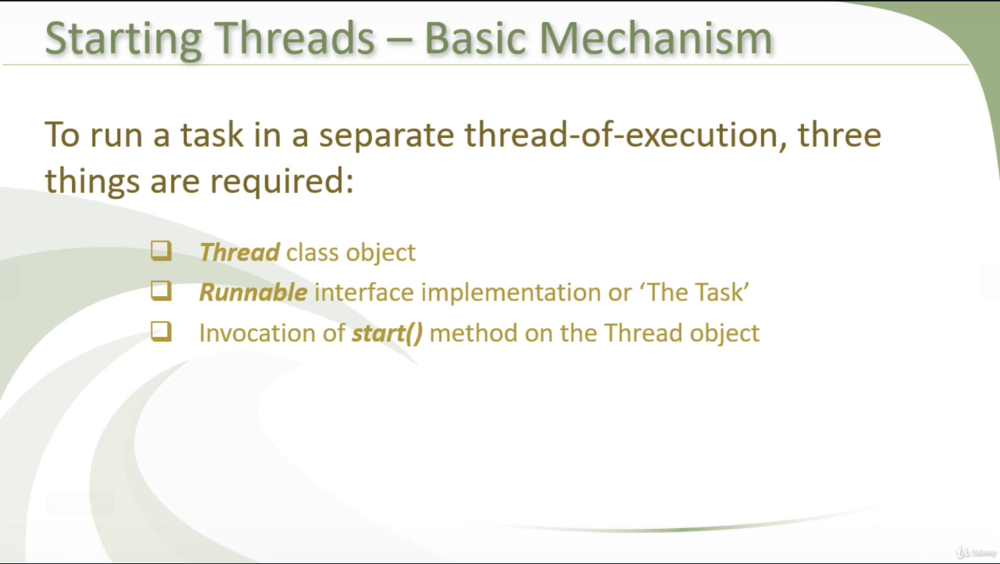 Starting Threads – Basic Mechanism
To run a task in a separate thread-of-execution, three
things are required:
Thread class object
Runnable interface implementation or ‘The Task’
Invocation of start() method on the Thread object
Udemy